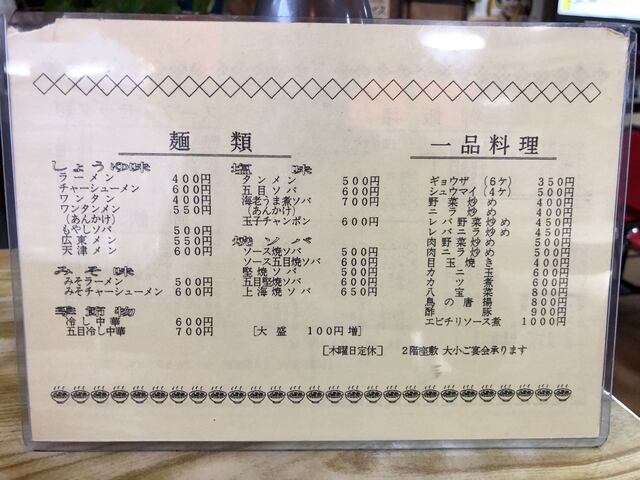 麺類
しょうゆ味
ラーメン 400円
チャーシューメン 600円
ワンタン 400円
ワンタンメン 550円
(あんかけ)
もやしソバ 500円
広東メン 550円
天津メン 600円
みそ味
みそラーメン 500円
みそチャーシューメン 600円
季節物
冷し中華 600円
五目冷し中華 700円
塩味
タンメン 500円
五目ソバ 600円
海老うま煮ソバ 700円
(あんかけ)
玉子チャンポン 600円
焼ソバ
ソース焼ソバ 500円
ソース五目焼ソバ 600円
堅焼ソバ 500円
五目堅焼ソバ 600円
上海焼ソバ 650円
[大盛 100円増]
一品料理
ギョウザ(6ケ) 350円
シュウマイ(4ケ) 500円
野菜炒め 400円
ニラ炒め
レバ野菜炒め 450円
レバニラ炒め 450円
肉野菜炒め 500円
肉ニラ炒め 500円
目玉焼き
カニ玉 600円
カツ煮 600円
八宝菜 800円
鳥の唐揚 800円
酢豚 900円
エビチリソース煮 1000円
[木曜日定休] 2階座敷 大小ご宴会承ります